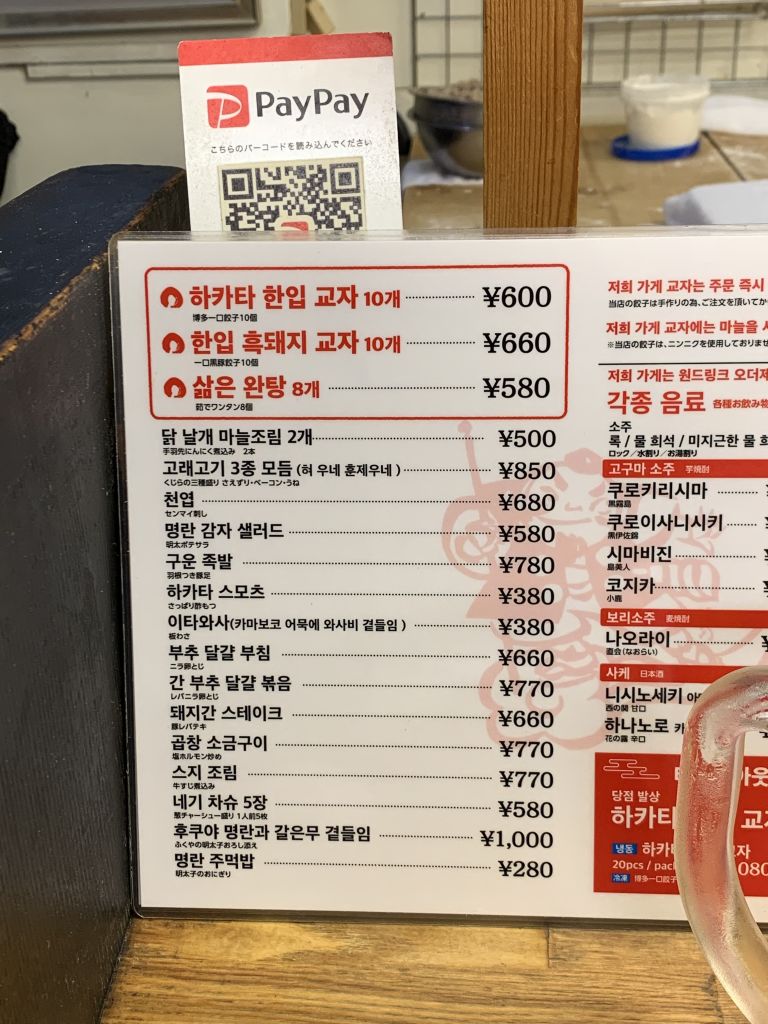 PayPay
こちらのバーコードを読み込んでください
하카타 한입 교자 10개 ¥600
博多一口餃子10個
한입 흑돼지 교자 10개 ¥660
一口黒豚餃子10個
삶은 완탕 8개 ¥580
茹でワンタン8個
닭 날개 마늘조림 2개 ¥500
手羽先にんにく煮込み 2本
고래고기 3종 모듬 (혀 우네 훈제우네) ¥850
くじらの三種盛り さえずり・ベーコン・うね
천엽 ¥680
センマイ刺し
명란 감자 샐러드 ¥580
明太ポテサラ
구운 족발 ¥780
羽根つき豚足
하카타 스모츠 ¥380
さっぱり酢もつ
이타와사(카마보코 어묵에 와사비 곁들임) ¥380
板わさ
부추 달걀 부침 ¥660
ニラ卵とじ
간 부추 달걀 볶음 ¥770
レバニラ卵とじ
돼지간 스테이크 ¥660
豚レバテキ
곱창 소금구이 ¥770
塩ホルモン炒め
스지 조림 ¥770
牛すじ煮込み
네기 차슈 5장 ¥580
葱チャーシュー盛り 1人前5枚
후쿠야 명란과 갈은무 곁들임 ¥1,000
ふくやの明太子おろし添え
명란 주먹밥 ¥280
明太子のおにぎり
저희 가게 교자는 주문 즉시
当店の餃子は手作りの為、ご注文を頂いてか
저희 가게 교자에는 마늘을
※当店の餃子は、ニンニクを使用しておりませ
저희 가게는 원드링크 오더제
각종 음료 各種お飲み物
소주
록 / 물 희석 / 미지근한 물 희
ロック／水割り／お湯割り
고구마 소주 芋焼酎
쿠로키리시마
黒霧島
쿠로이사니시키
黒伊佐錦
시마비진
島美人
코지카
小鹿
보리소주 麦焼酎
나오라이
直会(なおらい)
사케 日本酒
니시노세키
西の関 甘口
하나노로
花の露 辛口
당점 발상
하카타
냉동 하카타
20pcs / pack
080
冷凍 博多一口餃子